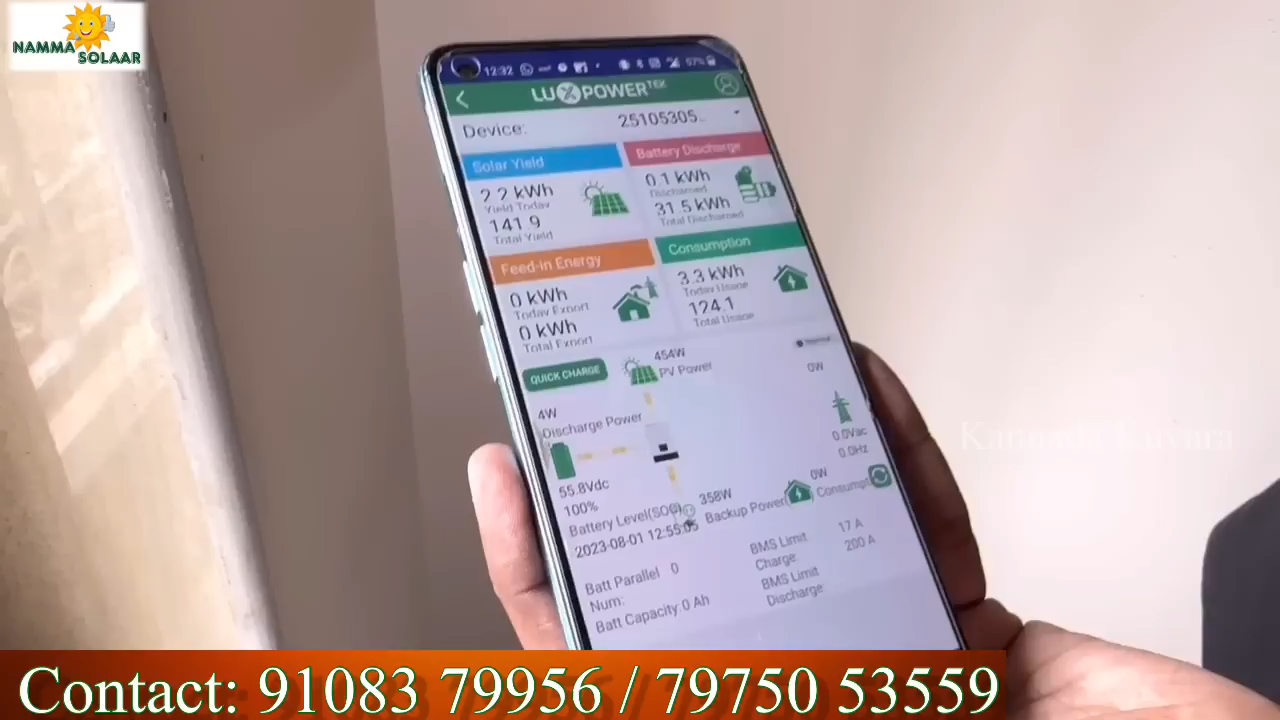 NAMMA
SOLAAR
12:32
57%
LUXPOWERTEK
Device: 25105305..
Solar Yield
2.2 kWh
Yield Today
141.9
Total Yield
Battery Discharge
0.1 kWh
Discharged
31.5 kWh
Total Discharged
Feed-in Energy
0 kWh
Today Export
0 kWh
Total Export
Consumption
3.3 kWh
Today Usage
124.1
Total Usage
QUICK CHARGE
454W
PV Power
Normal
0W
4W
Discharge Power
0.0Vac
0.0Hz
55.8Vdc
100%
Battery Level(SOC)
358W
Backup Power
0W
Consumpt
2023-08-01 12:55:05
Batt Parallel 0
Num:
Batt Capacity:0 Ah
BMS Limit 17 A
Charge:
BMS Limit 200 A
Discharge:
Contact: 91083 79956 / 79750 53559